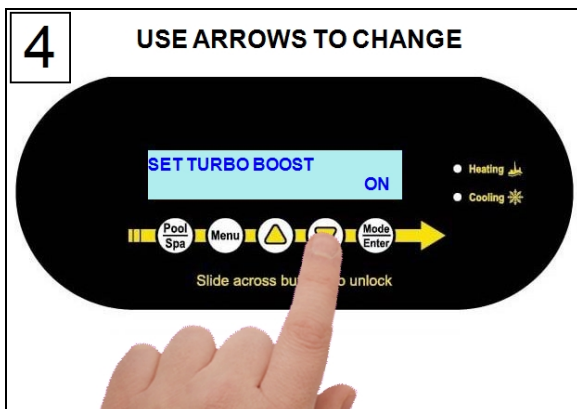 4
USE ARROWS TO CHANGE
SET TURBO BOOST
ON
Heating
Cooling
Pool
Spa
Menu
Mode
Enter
Slide across to unlock